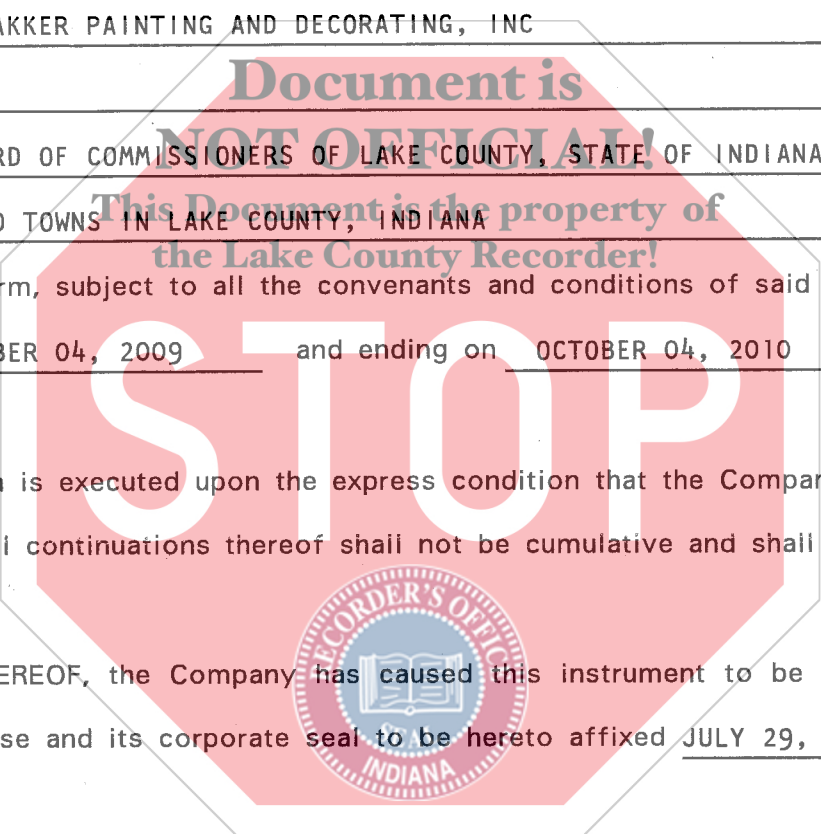 AKKER PAINTING AND DECORATING, INC
Document is
NOT OFFICIAL!
RD OF COMMISSIONERS OF LAKE COUNTY, STATE OF INDIANA
This Document is the property of
O TOWNS IN LAKE COUNTY, INDIANA
the Lake County Recorder!
rm, subject to all the convenants and conditions of said
BER 04, 2009 and ending on OCTOBER 04, 2010
STOP
is executed upon the express condition that the Compan
l continuations thereof shall not be cumulative and shall
RECORDER'S OFFICE
EREOF, the Company has caused this instrument to be
SEAL
se and its corporate seal to be hereto affixed JULY 29,
INDIANA